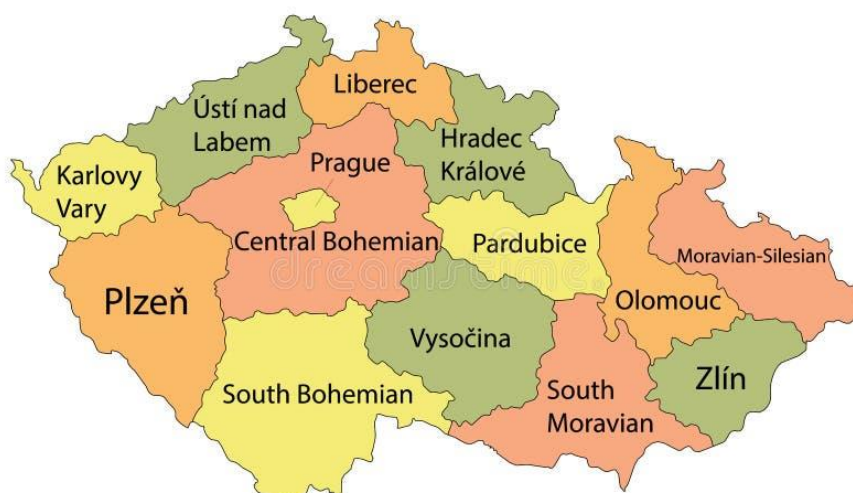 Liberec
Ústí nad
Labem
Hradec
Králové
Prague
Karlovy
Vary
Central Bohemian
Pardubice
Moravian-Silesian
dreamstime.
Plzeň
Olomouc
Vysočina
Zlín
South Bohemian
South
Moravian